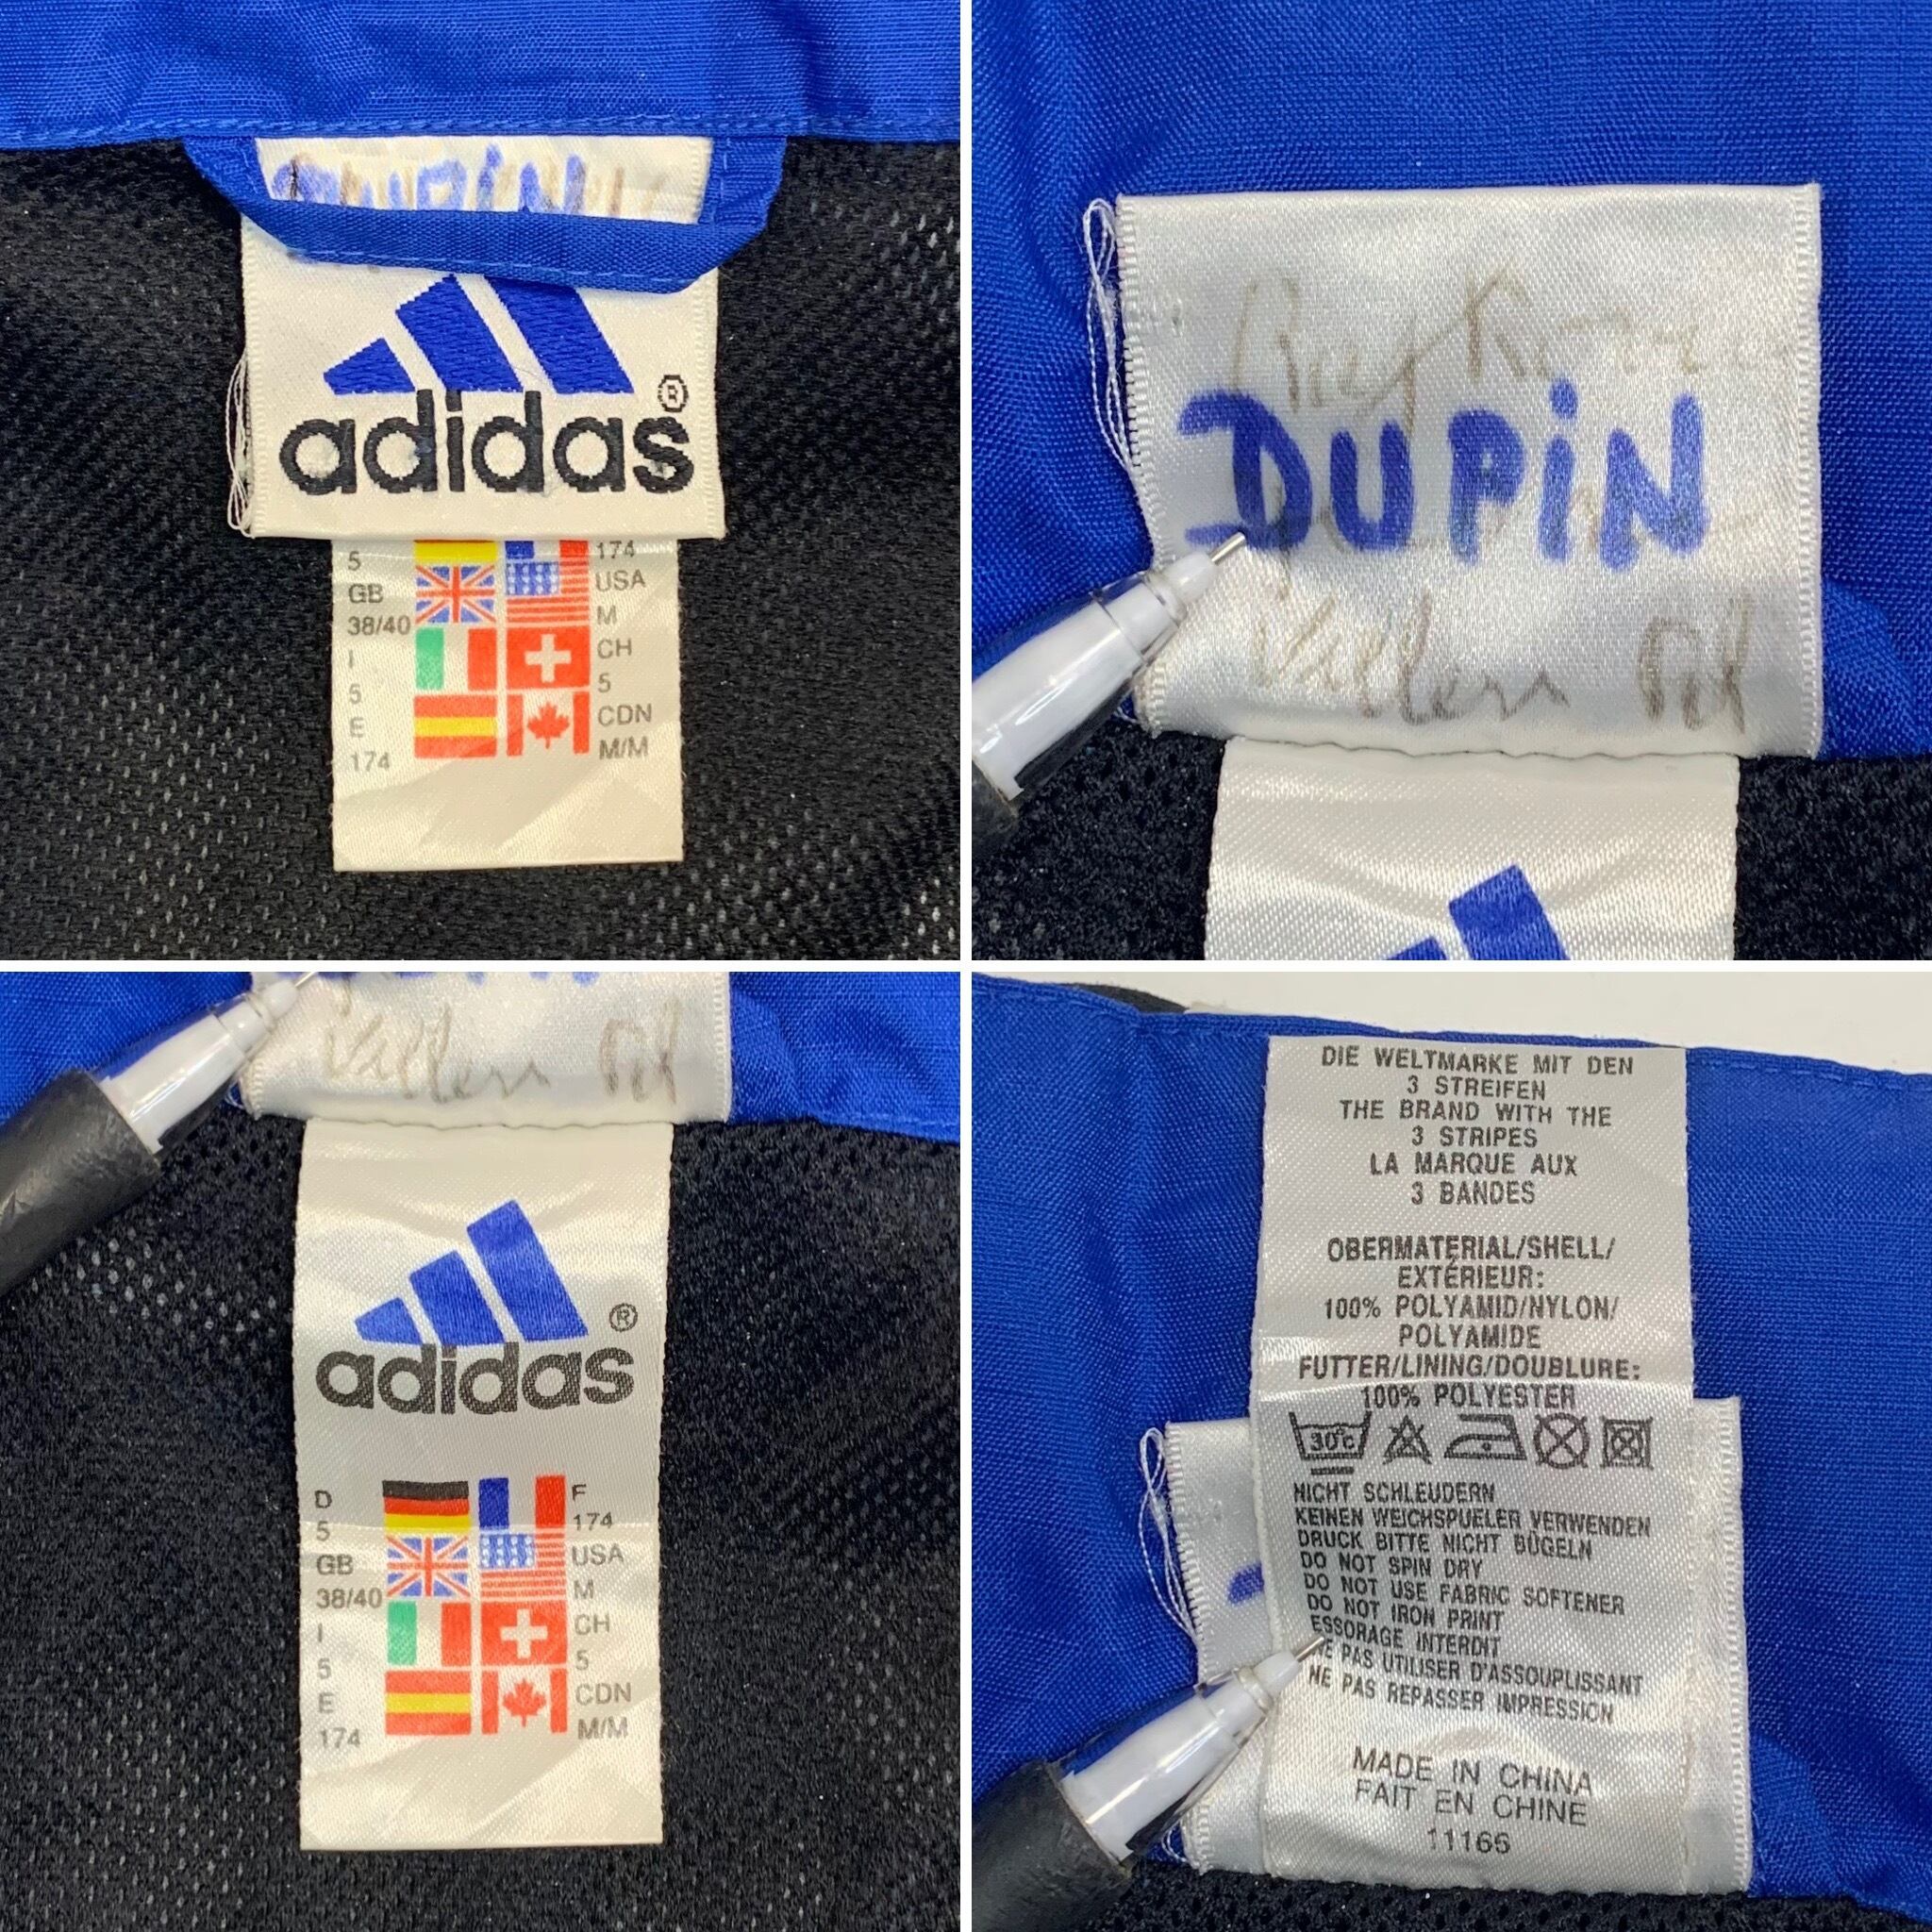 DUPiN
adidas®
5
174
GB
USA
38/40
M
I
CH
5
5
E
CDN
174
M/M
DUPiN
adidas®
D
F
5
174
GB
USA
38/40
M
I
CH
5
5
E
CDN
174
M/M
DIE WELTMARKE MIT DEN
3 STREIFEN
THE BRAND WITH THE
3 STRIPES
LA MARQUE AUX
3 BANDES
OBERMATERIAL/SHELL/
EXTÉRIEUR:
100% POLYAMID/NYLON/
POLYAMIDE
FUTTER/LINING/DOUBLURE:
100% POLYESTER
30°C
NICHT SCHLEUDERN
KEINEN WEICHSPUELER VERWENDEN
DRUCK BITTE NICHT BÜGELN
DO NOT SPIN DRY
DO NOT USE FABRIC SOFTENER
DO NOT IRON PRINT
ESSORAGE INTERDIT
NE PAS UTILISER D'ASSOUPLISSANT
NE PAS REPASSER IMPRESSION
MADE IN CHINA
FAIT EN CHINE
11165